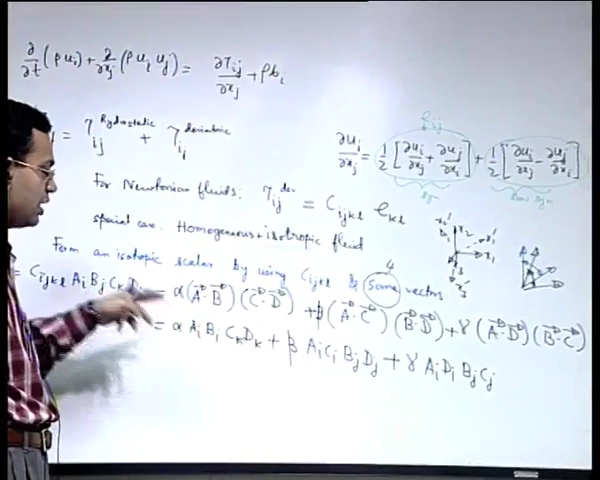 ∂/∂t (ρu_i) + ∂/∂x_j (ρ u_i u_j) = ∂τ_ij/∂x_j + ρb_i
= τ_ij^hydrostatic + τ_ij^deviatoric
∂u_i/∂x_j = 1/2 [∂u_i/∂x_j + ∂u_j/∂x_i] + 1/2 [∂u_i/∂x_j − ∂u_j/∂x_i]
e_ij
For Newtonian fluids: τ_ij^dev = C_ijkl e_kl
special case. Homogeneous + isotropic fluid
Form an isotopic scalar by using C_ijkl & 4 some vectors
= C_ijkl A_i B_j C_k D_l = α(A·B)(C·D) + β(A·C)(B·D) + γ(A·D)(B·C)
= α A_i B_i C_k D_k + β A_i C_i B_j D_j + γ A_i D_i B_j C_j